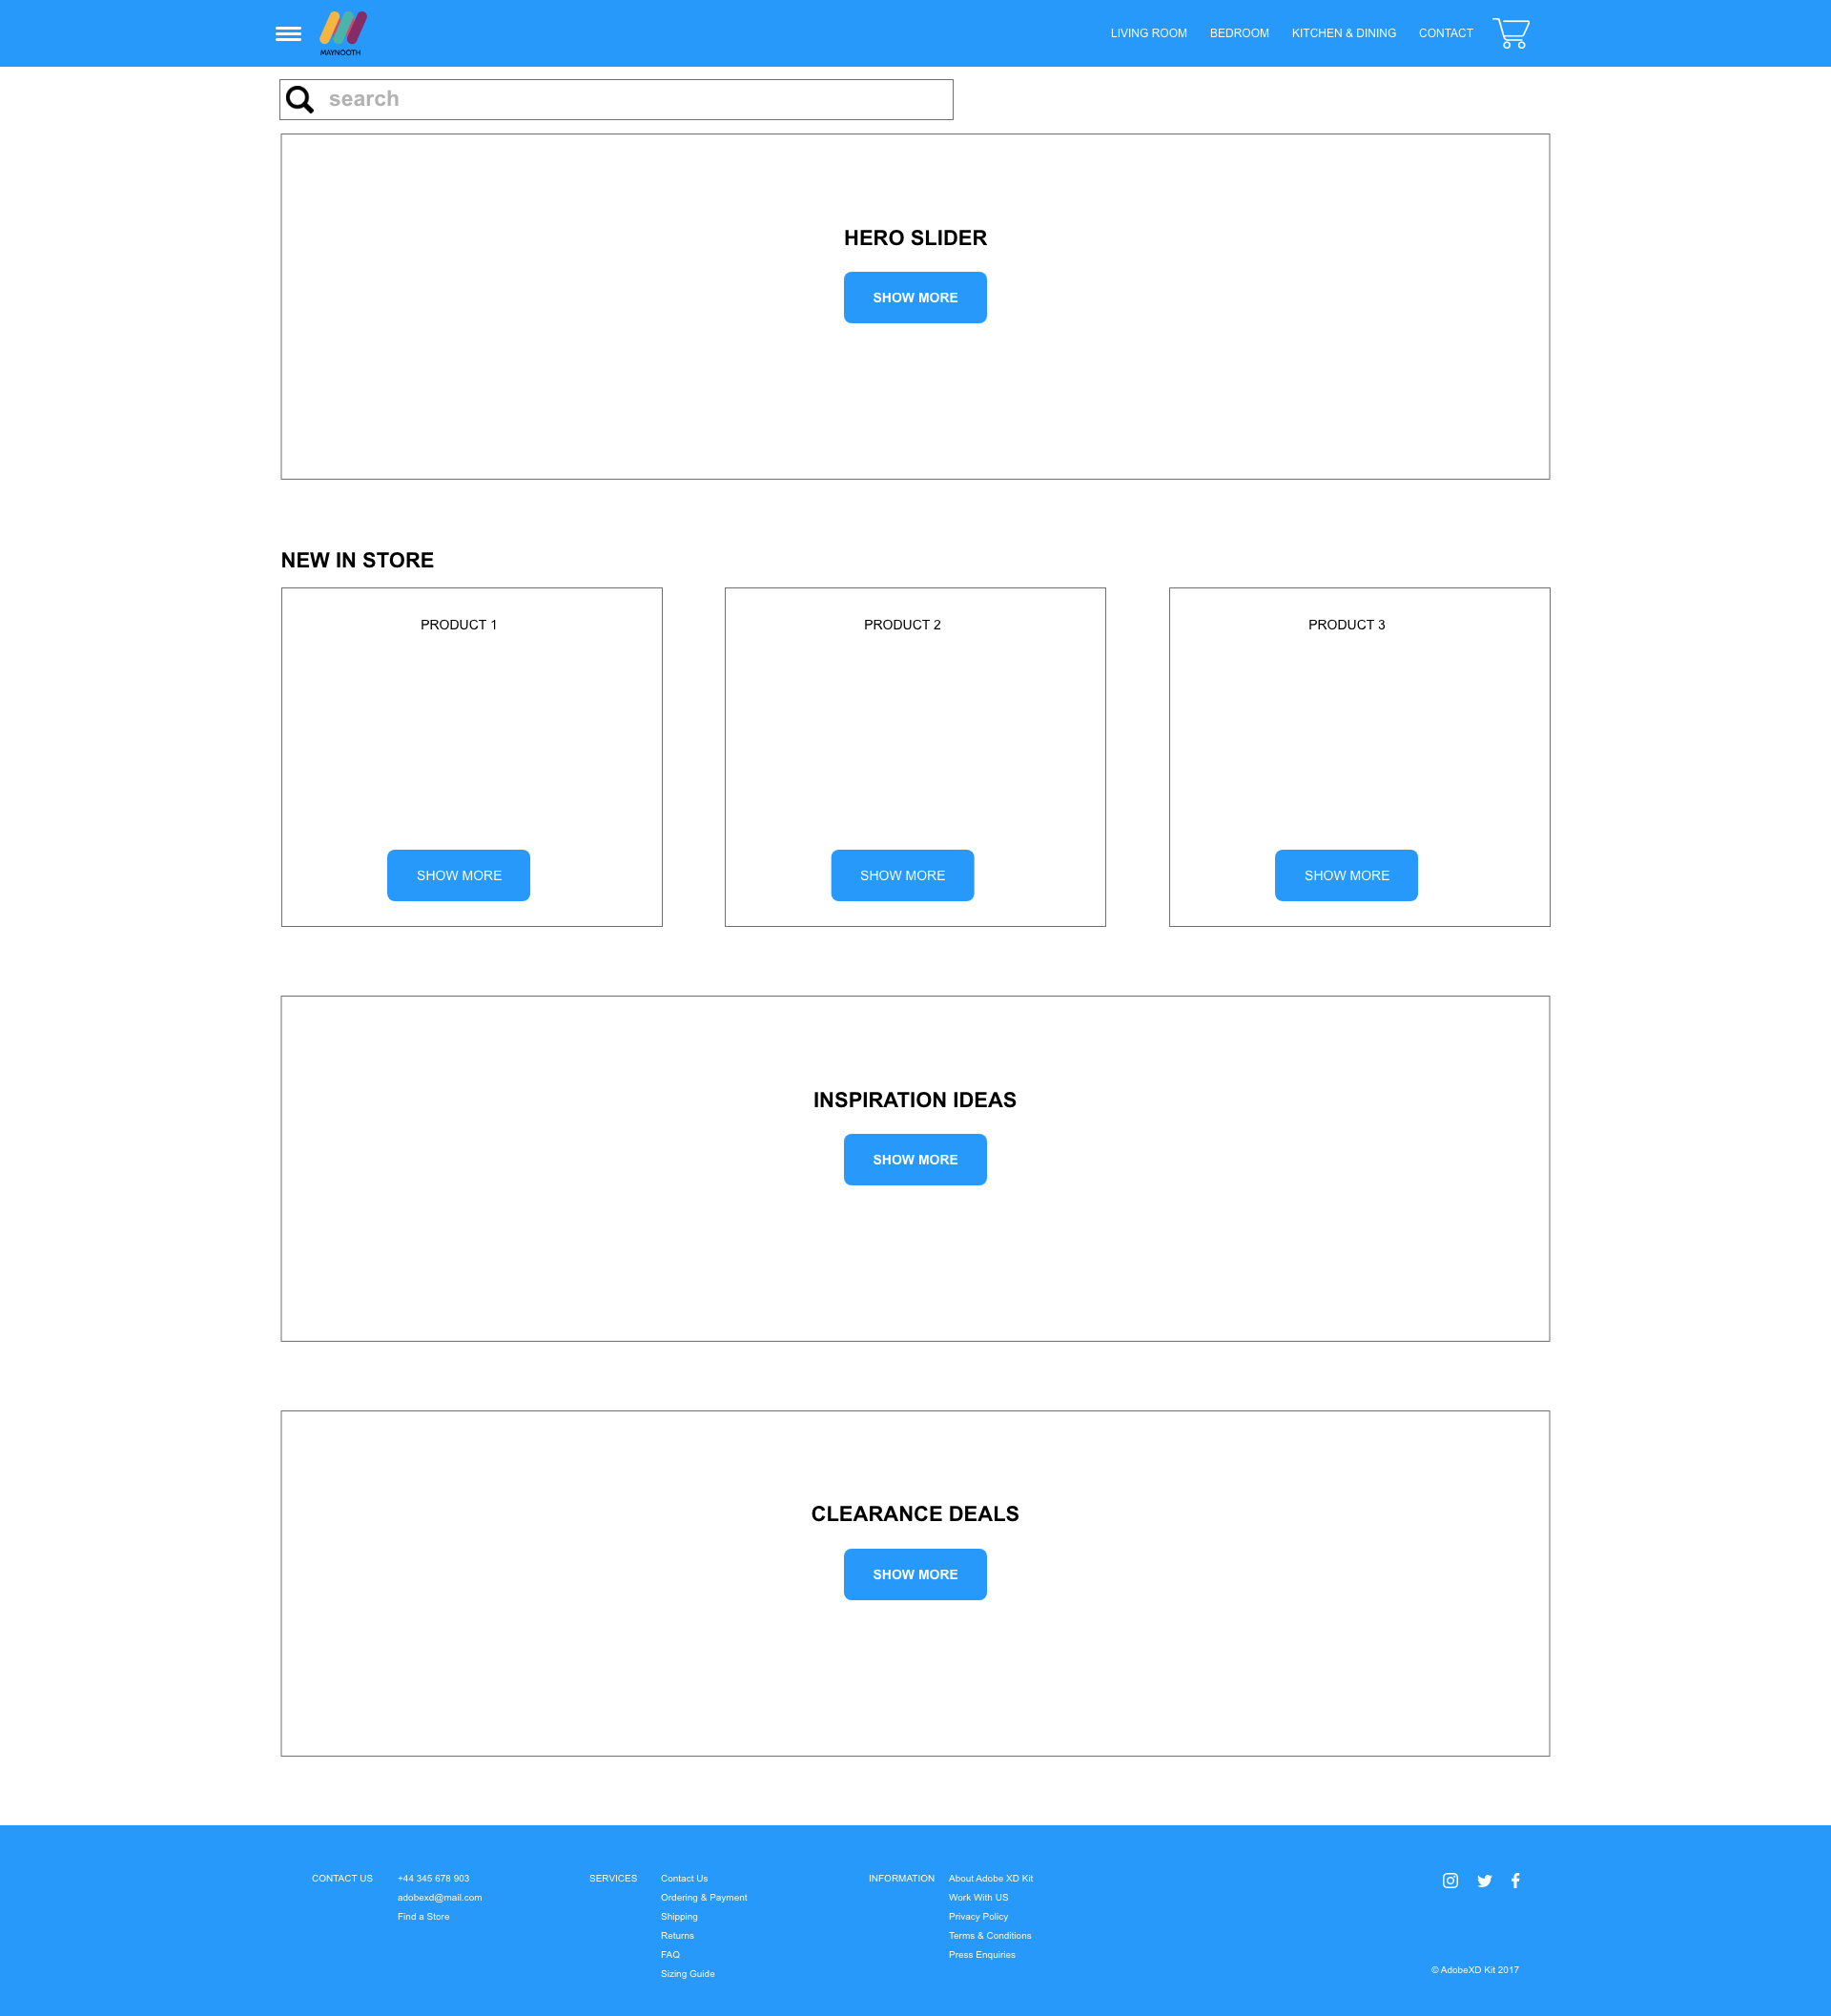 MAYNOOTH
LIVING ROOM BEDROOM KITCHEN & DINING CONTACT
search
HERO SLIDER
SHOW MORE
NEW IN STORE
PRODUCT 1 PRODUCT 2 PRODUCT 3
SHOW MORE SHOW MORE SHOW MORE
INSPIRATION IDEAS
SHOW MORE
CLEARANCE DEALS
SHOW MORE
CONTACT US
+44 345 678 903
adobexd@mail.com
Find a Store
SERVICES
Contact Us
Ordering & Payment
Shipping
Returns
FAQ
Sizing Guide
INFORMATION
About Adobe XD Kit
Work With US
Privacy Policy
Terms & Conditions
Press Enquiries
© AdobeXD Kit 2017